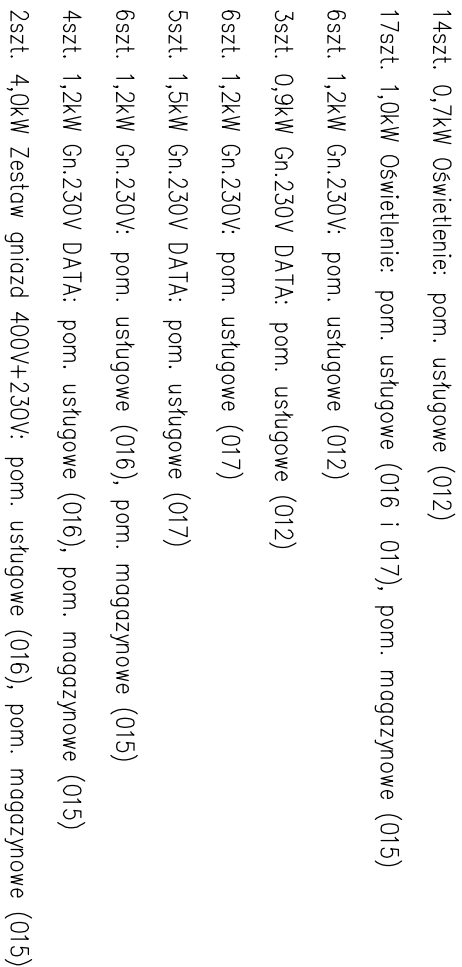 14szt. 0,7kW Oświetlenie: pom. usługowe (012)
17szt. 1,0kW Oświetlenie: pom. usługowe (016 i 017), pom. magazynowe (015)
6szt. 1,2kW Gn.230V: pom. usługowe (012)
3szt. 0,9kW Gn.230V DATA: pom. usługowe (012)
6szt. 1,2kW Gn.230V: pom. usługowe (017)
5szt. 1,5kW Gn.230V DATA: pom. usługowe (017)
6szt. 1,2kW Gn.230V: pom. usługowe (016), pom. magazynowe (015)
4szt. 1,2kW Gn.230V DATA: pom. usługowe (016), pom. magazynowe (015)
2szt. 4,0kW Zestaw gniazd 400V+230V: pom. usługowe (016), pom. magazynowe (015)